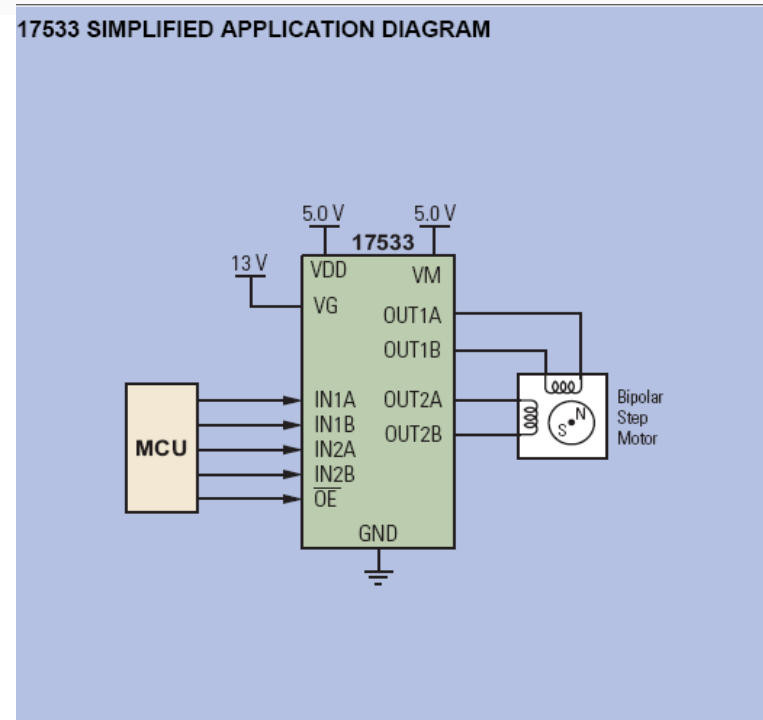 17533 SIMPLIFIED APPLICATION DIAGRAM
5.0 V
5.0 V
17533
13 V
VDD
VM
VG
OUT1A
OUT1B
MCU
IN1A
OUT2A
IN1B
OUT2B
IN2A
IN2B
OE
GND
N
S
Bipolar
Step
Motor